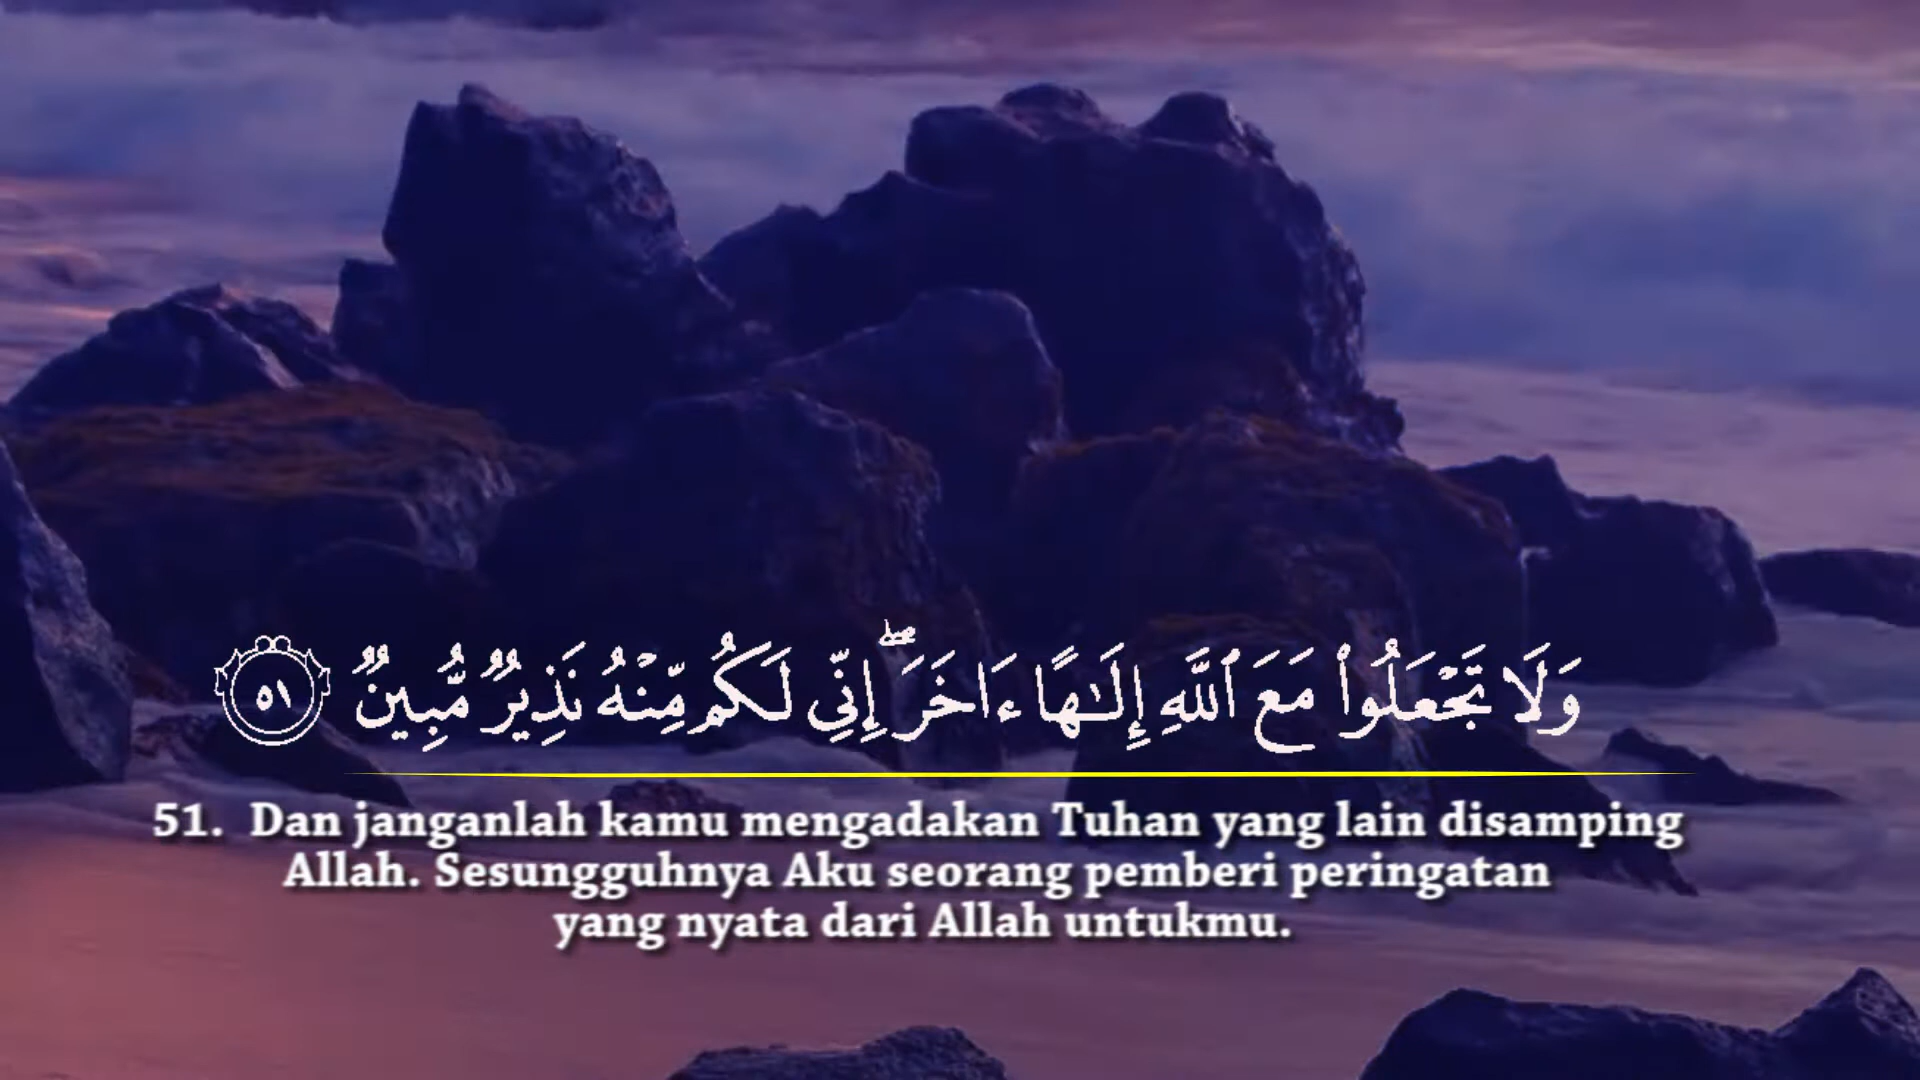 وَلَا تَجْعَلُوا۟ مَعَ ٱللَّهِ إِلَـٰهًا ءَاخَرَ ۖ إِنِّى لَكُم مِّنْهُ نَذِيرٌ مُّبِينٌ ٥١
51. Dan janganlah kamu mengadakan Tuhan yang lain disamping
Allah. Sesungguhnya Aku seorang pemberi peringatan
yang nyata dari Allah untukmu.